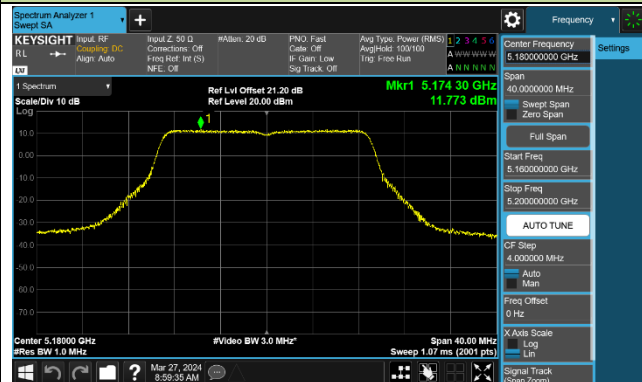 Spectrum Analyzer 1
Swept SA
+
Frequency
KEYSIGHT
RL
Input: RF
Coupling: DC
Align: Auto
Input Z: 50 Ω
Corrections: Off
Freq Ref: Int (S)
NFE: Off
#Atten: 20 dB
PNO: Fast
Gate: Off
IF Gain: Low
Sig Track: Off
Avg Type: Power (RMS)
Avg|Hold: 100/100
Trig: Free Run
1 2 3 4 5 6
A W W W W W
A N N N N N
LXI
1 Spectrum
Scale/Div 10 dB
Log
Ref Lvl Offset 21.20 dB
Ref Level 20.00 dBm
Mkr1 5.174 30 GHz
11.773 dBm
1
10.0
0.00
-10.0
-20.0
-30.0
-40.0
-50.0
-60.0
-70.0
Center 5.18000 GHz
#Res BW 1.0 MHz
#Video BW 3.0 MHz*
Span 40.00 MHz
Sweep 1.07 ms (2001 pts)
Center Frequency
5.180000000 GHz
Span
40.0000000 MHz
Swept Span
Zero Span
Full Span
Start Freq
5.160000000 GHz
Stop Freq
5.200000000 GHz
AUTO TUNE
CF Step
4.000000 MHz
Auto
Man
Freq Offset
0 Hz
X Axis Scale
Log
Lin
Signal Track
(Span Zoom)
Settings
?
Mar 27, 2024
8:59:35 AM